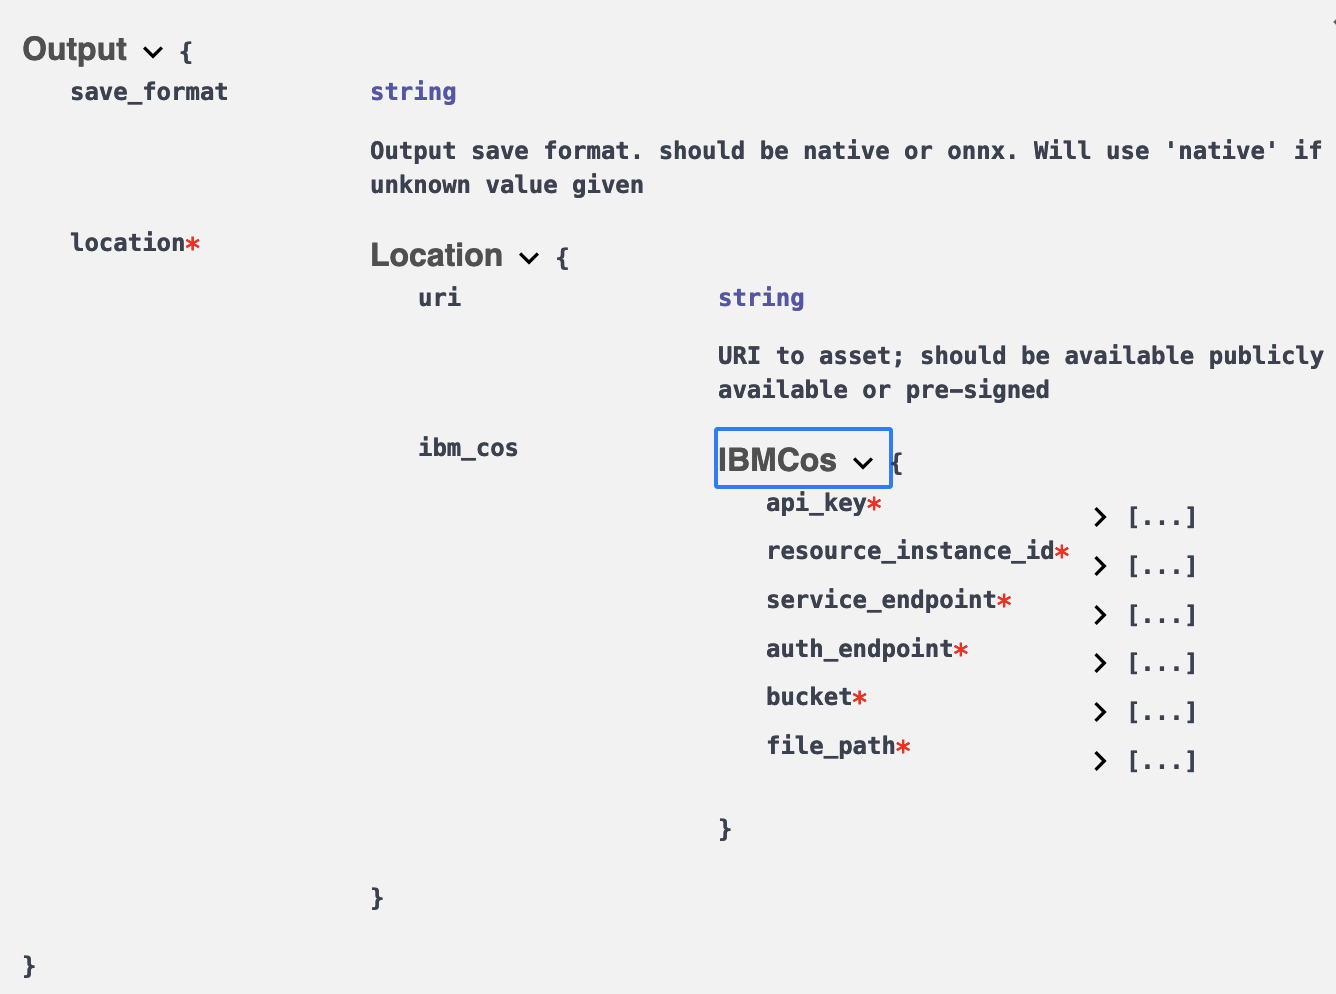 Output {
save_format string
Output save format. should be native or onnx. Will use 'native' if
unknown value given
location* Location {
uri string
URI to asset; should be available publicly
available or pre-signed
ibm_cos IBMCos {
api_key* [...]
resource_instance_id* [...]
service_endpoint* [...]
auth_endpoint* [...]
bucket* [...]
file_path* [...]
}
}
}